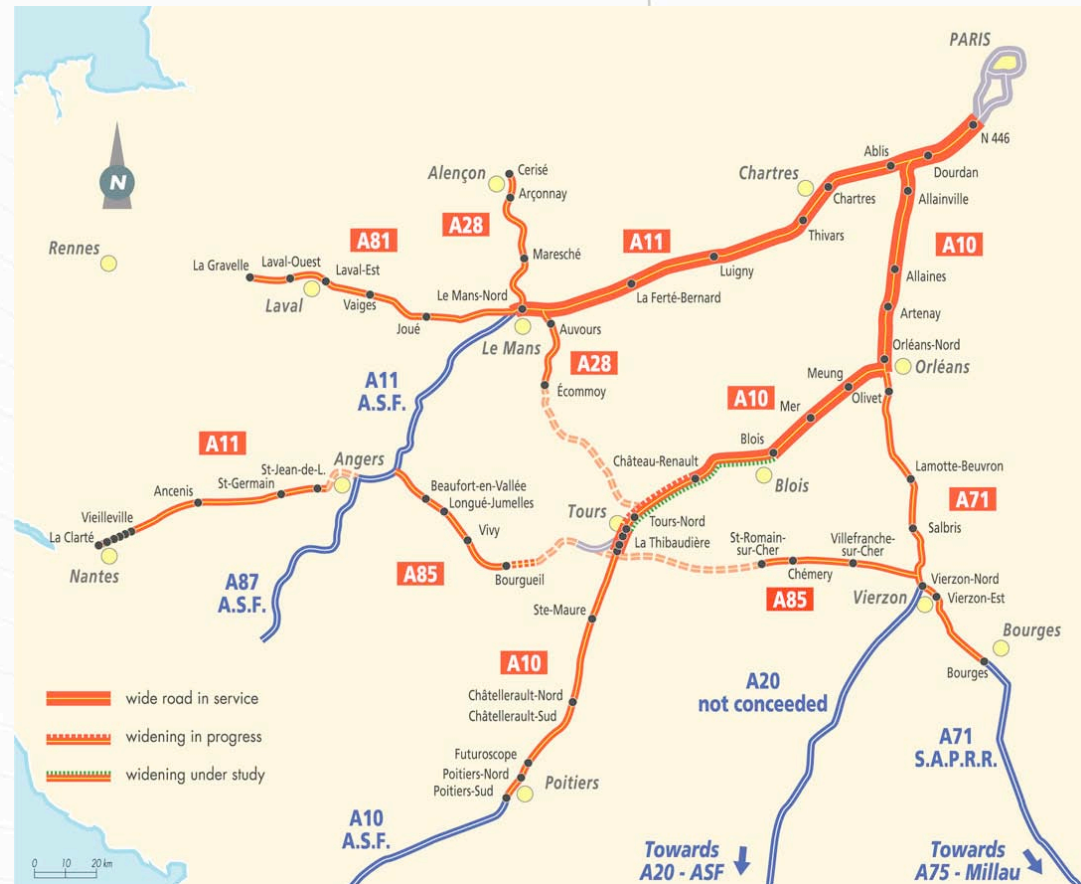 PARIS
N 446
Ablis
Dourdan
Alençon
Cerisé
Arçonnay
Chartres
Chartres
Allainville
A28
A11
A10
Thivars
Rennes
A81
Maresché
Luigny
La Gravelle
Laval-Ouest
Laval-Est
Laval
Vaiges
Le Mans-Nord
La Ferté-Bernard
Allaines
Joué
Auvours
Artenay
Le Mans
A28
Orléans-Nord
Orléans
A11
A.S.F.
Écommoy
Meung
Olivet
A10
Mer
A11
Blois
Angers
St-Jean-de-L.
St-Germain
Ancenis
Château-Renault
Blois
Lamotte-Beuvron
Beaufort-en-Vallée
Longué-Jumelles
A71
Vieilleville
La Clarté
Nantes
Vivy
Tours
Tours-Nord
La Thibaudière
St-Romain-
sur-Cher
Villefranche-
sur-Cher
Salbris
A87
A.S.F.
A85
Bourgueil
Chémery
A85
Vierzon-Nord
Vierzon-Est
Vierzon
Ste-Maure
Bourges
Bourges
A10
A20
not conceeded
Châtellerault-Nord
Châtellerault-Sud
A71
S.A.P.R.R.
Futuroscope
Poitiers-Nord
Poitiers-Sud
Poitiers
A10
A.S.F.
Towards
A20 - ASF
Towards
A75 - Millau
N
wide road in service
widening in progress
widening under study
0 10 20 km